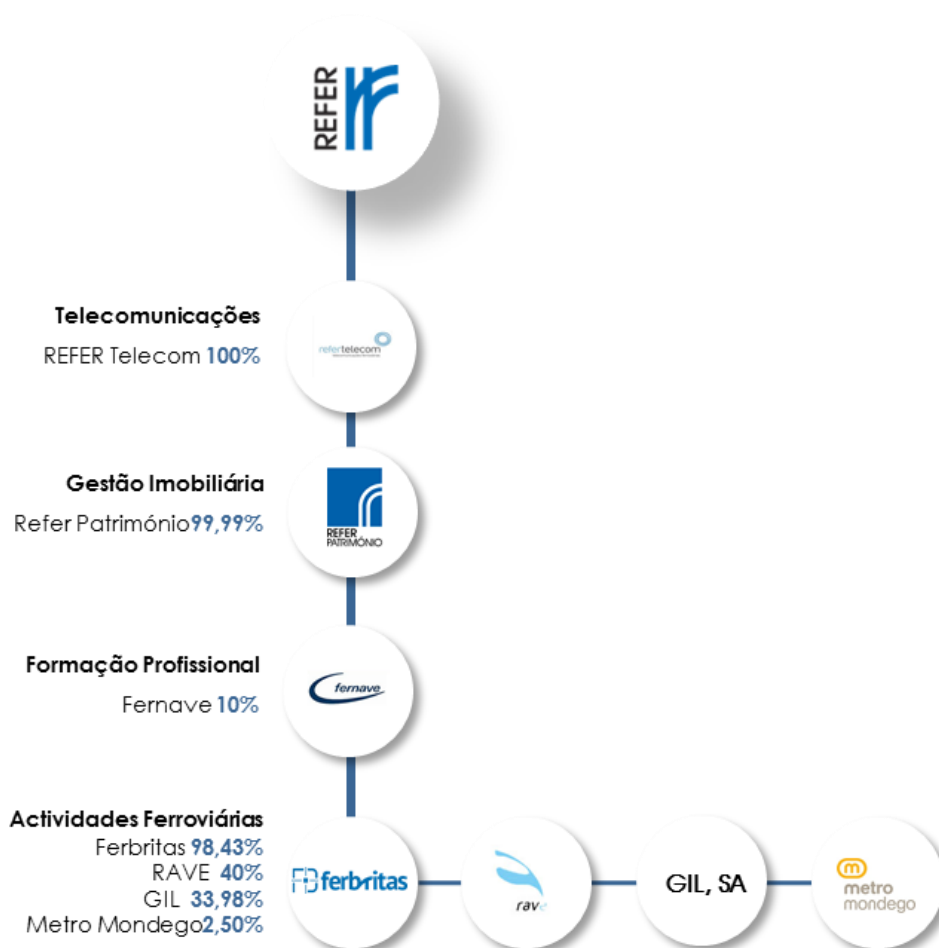 REFER
Telecomunicações
REFER Telecom 100%
refertelecom
Gestão Imobiliária
Refer Património99,99%
REFER
PATRIMÓNIO
Formação Profissional
Fernave 10%
fernave
Actividades Ferroviárias
Ferbritas 98,43%
RAVE 40%
GIL 33,98%
Metro Mondego2,50%
ferbritas
rave
GIL, SA
metro
mondego